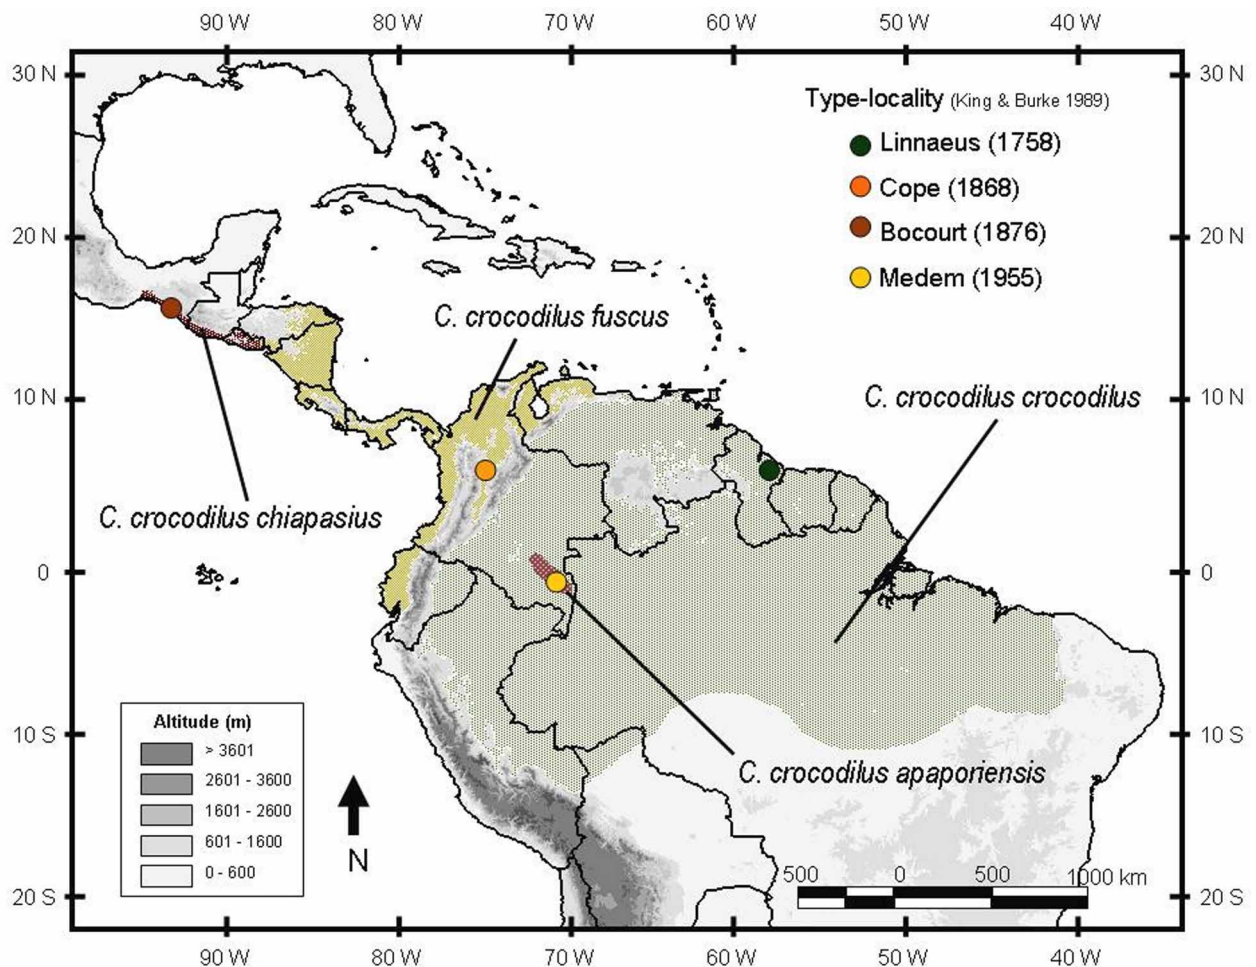 90 W 80 W 70 W 60 W 50 W 40 W
30 N 30 N
Type-locality (King & Burke 1989)
Linnaeus (1758)
Cope (1868)
Bocourt (1876)
Medem (1955)
20 N 20 N
C. crocodilus fuscus
10 N 10 N
C. crocodilus crocodilus
C. crocodilus chiapasius
0 0
C. crocodilus apaporiensis
10 S 10 S
Altitude (m)
> 3601
2601 - 3600
1601 - 2600
601 - 1600
0 - 600
N
500 0 500 1000 km
20 S 20 S
90 W 80 W 70 W 60 W 50 W 40 W